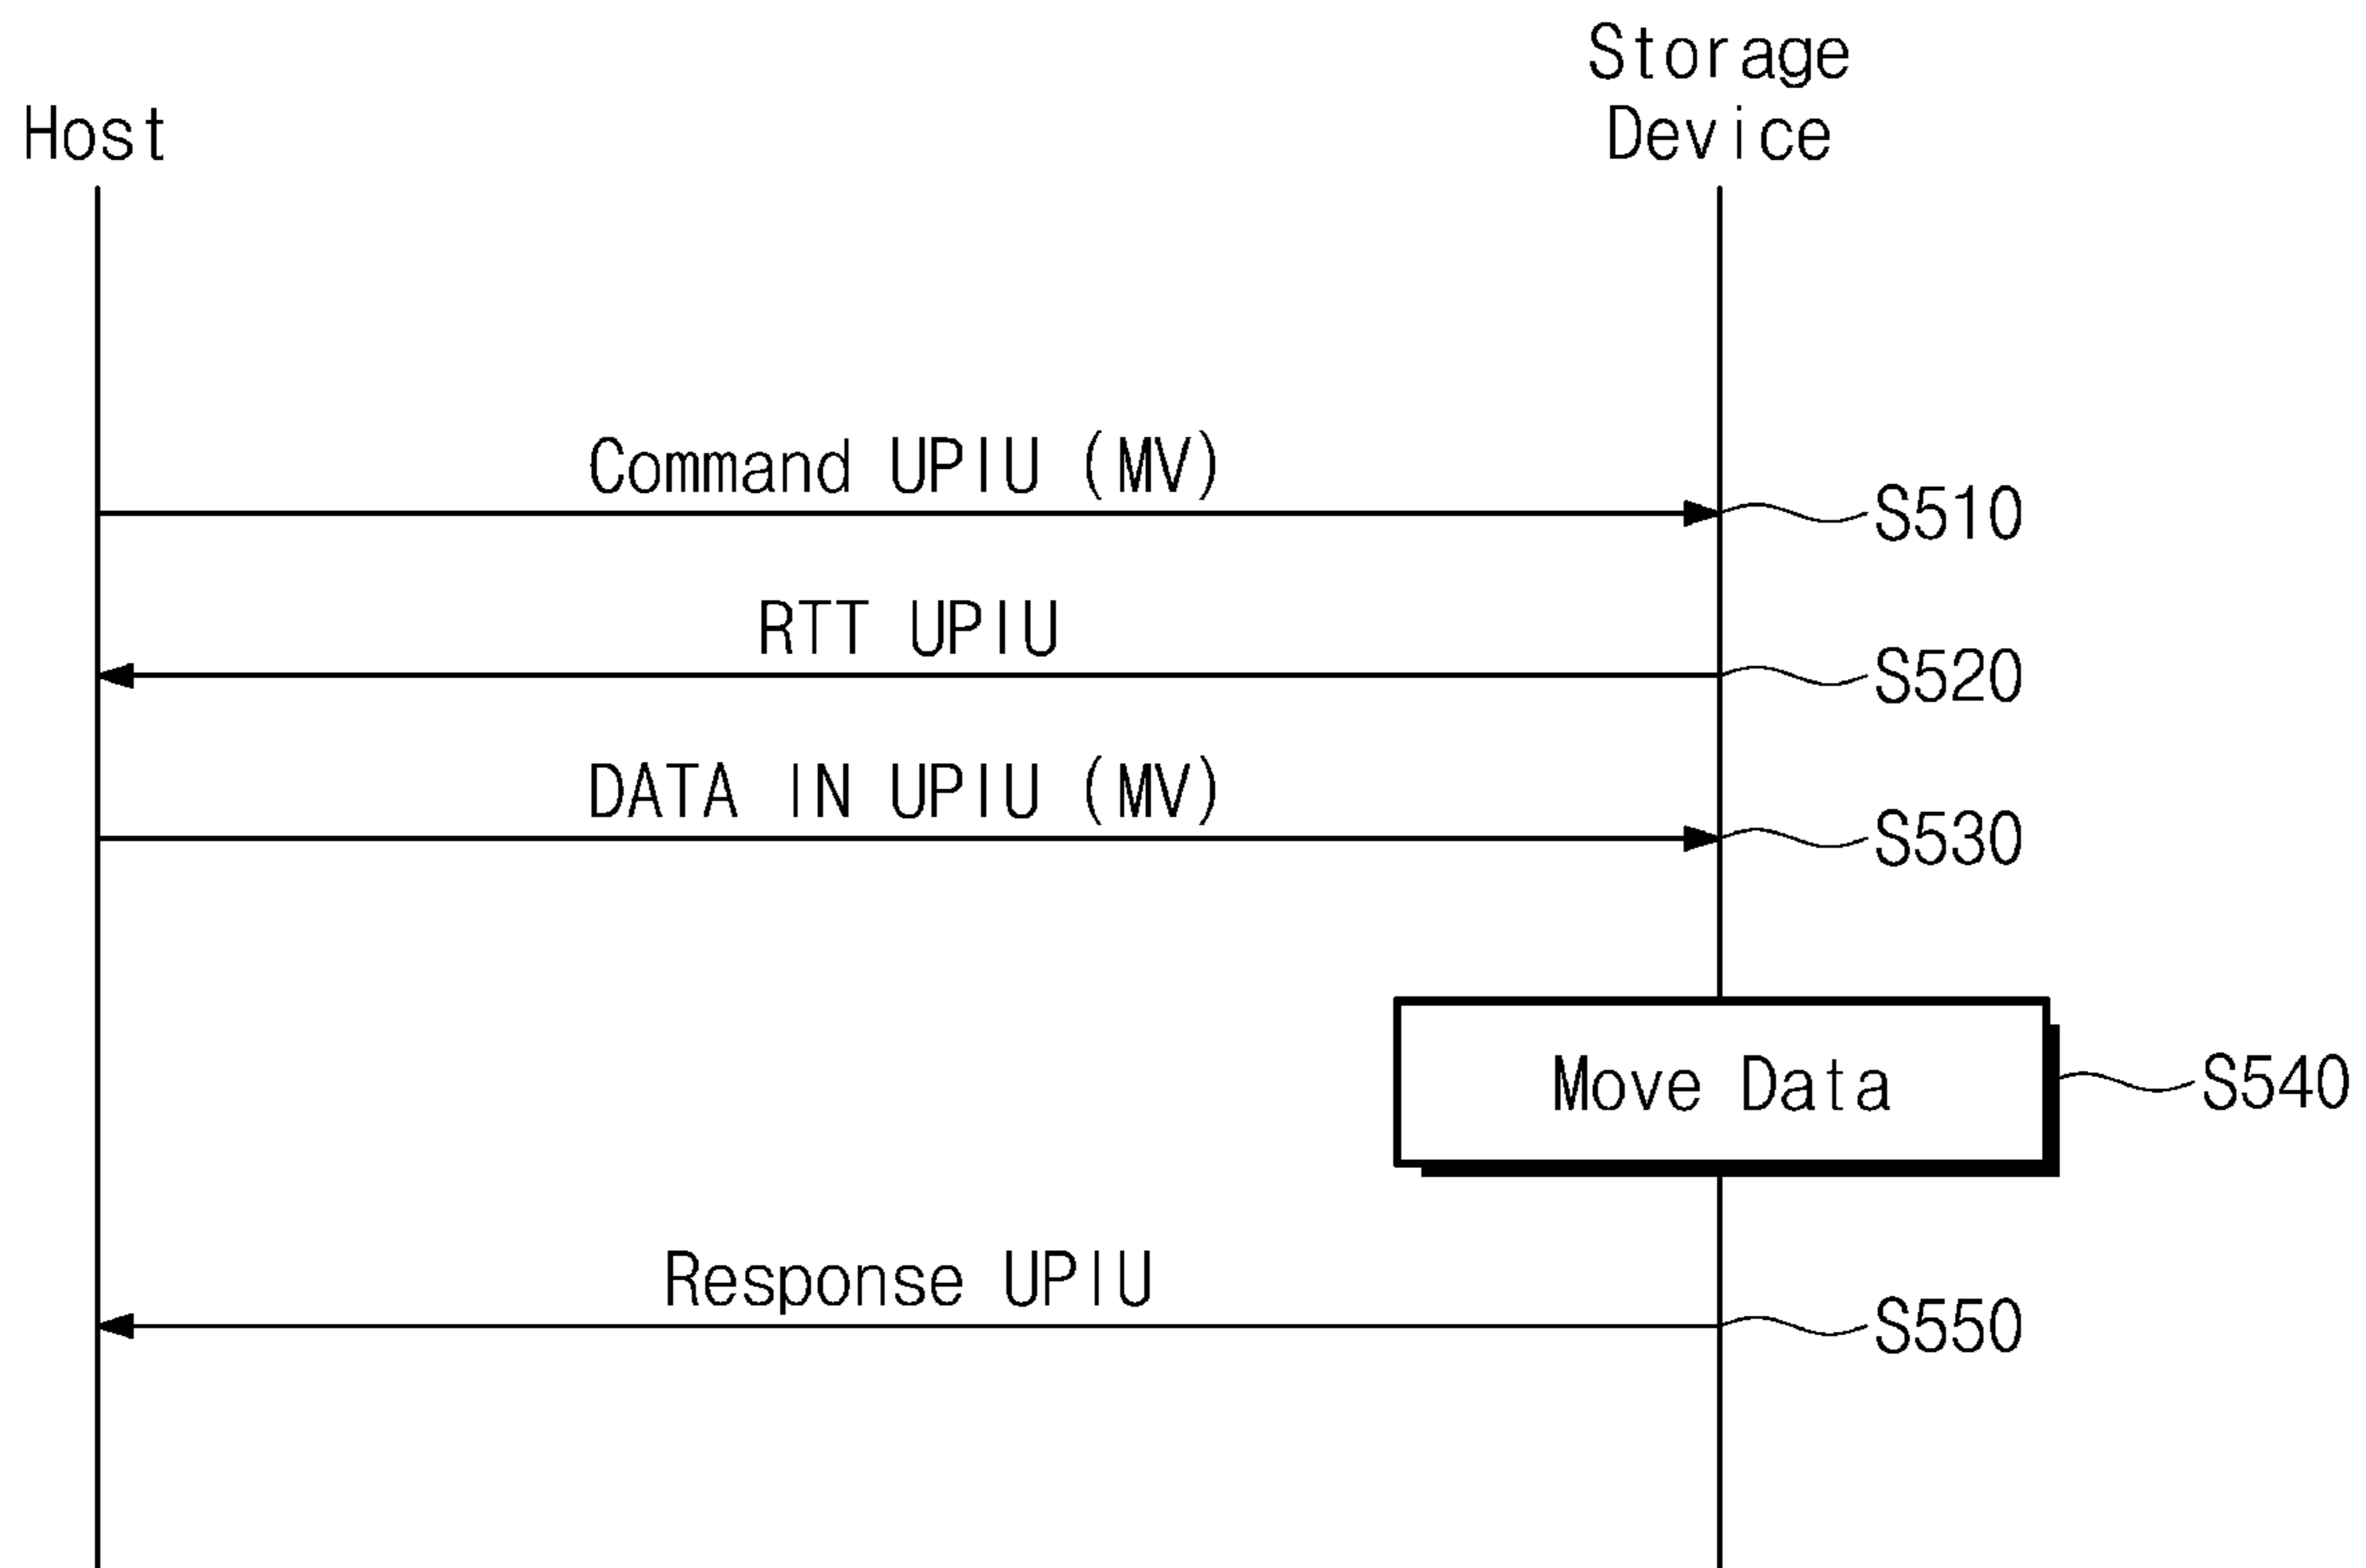 Host
Storage
Device
Command UPIU (MV)
S510
RTT UPIU
S520
DATA IN UPIU (MV)
S530
Move Data
S540
Response UPIU
S550